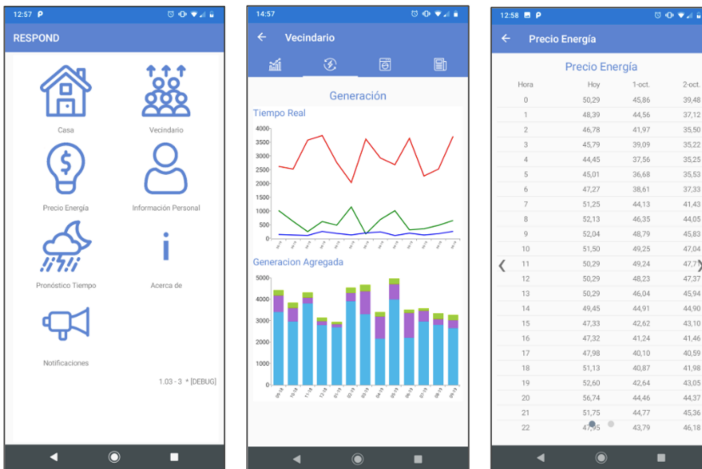 12:57
RESPOND
Casa
Vecindario
Precio Energía
Información Personal
Pronóstico Tiempo
Acerca de
Notificaciones
1.03 - 3 * [DEBUG]
14:57
Vecindario
Generación
Tiempo Real
4000
3500
3000
2500
2000
1500
1000
500
0
Generacion Agregada
5000
4000
3000
2000
1000
0
12:58
Precio Energía
Precio Energía
Hora Hoy 1-oct. 2-oct.
0 50,29 45,86 39,48
1 48,39 44,56 37,12
2 46,78 41,97 35,50
3 45,79 39,09 35,22
4 44,45 37,56 35,25
5 45,01 36,68 35,53
6 47,27 38,61 37,33
7 51,25 44,13 41,43
8 52,13 46,35 44,05
9 52,04 48,79 45,83
10 51,50 49,25 47,04
11 50,29 49,24
12 50,29 48,23 47,37
13 50,29 46,04 45,94
14 49,45 44,91 44,90
15 47,33 42,62 43,10
16 47,32 41,24 41,46
17 47,98 40,10 40,59
18 51,13 40,87 41,98
19 52,60 42,64 43,05
20 56,74 44,46 44,37
21 51,75 44,77 45,36
22 43,79 46,18